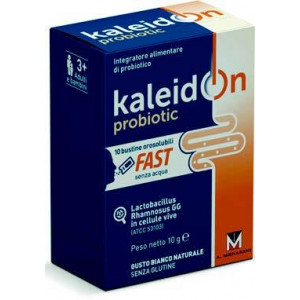 Integratore alimentare
di probiotico
3+
Adulti
e bambini
kaleidOn
probiotic
10 bustine orosolubili
FAST
senza acqua
Lactobacillus
Rhamnosus GG
in cellule vive
(ATCC 53103)
Peso netto 10 g ℮
GUSTO BIANCO NATURALE
SENZA GLUTINE
M
A. MENARINI